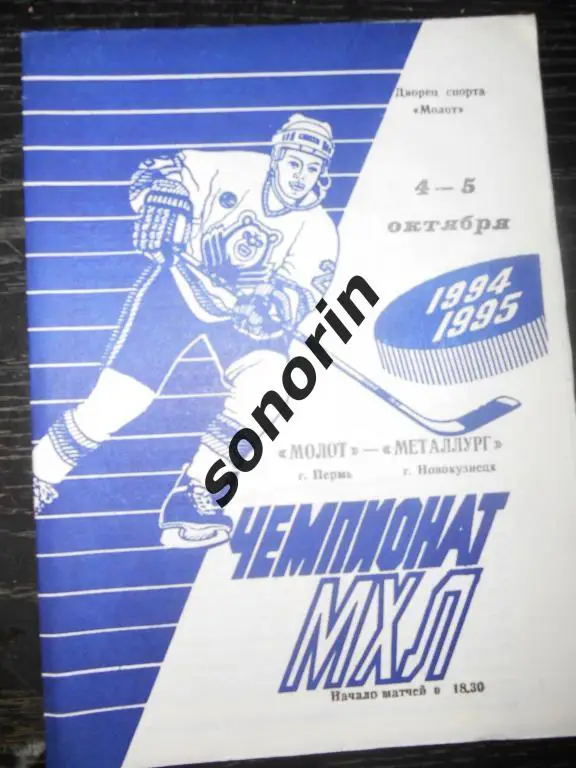 Дворец спорта
«Молот»
4 — 5
октября
1994
1995
2
sonorin
«МОЛОТ» — «МЕТАЛЛУРГ»
г. Пермь г. Новокузнецк
ЧЕМПИОНАТ
МХЛ
Начало матчей в 18.30